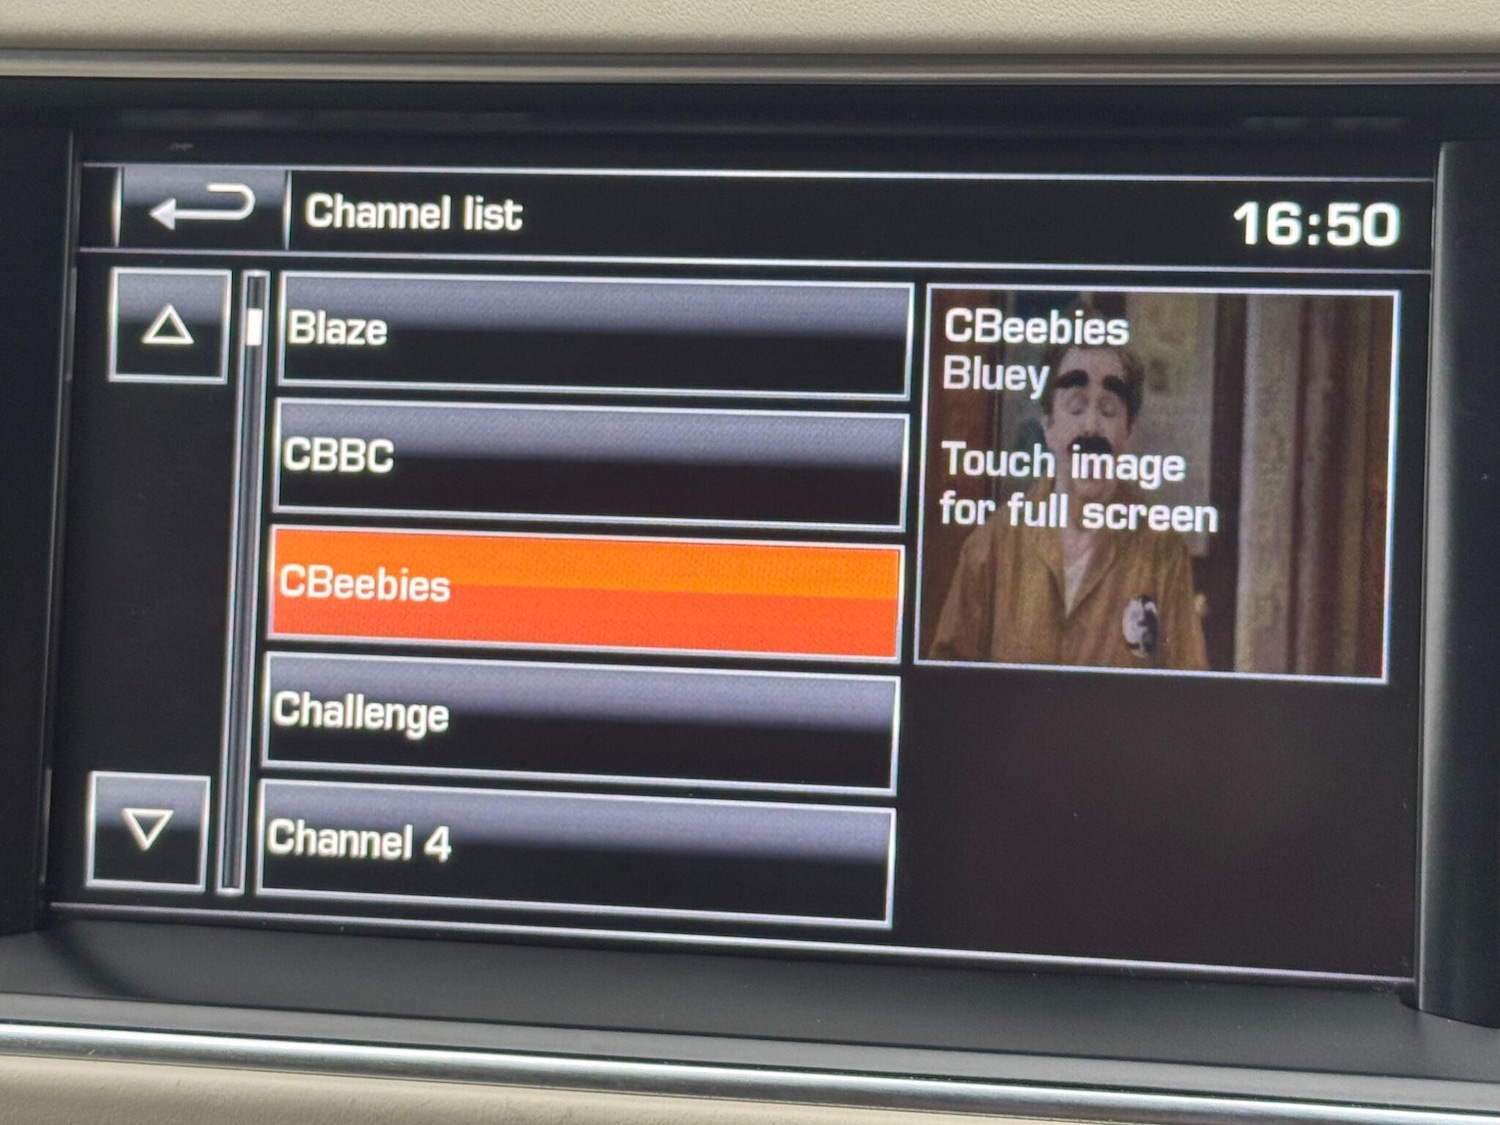 Channel list
16:50
Blaze
CBBC
CBeebies
Challenge
Channel 4
CBeebies
Bluey
Touch image
for full screen